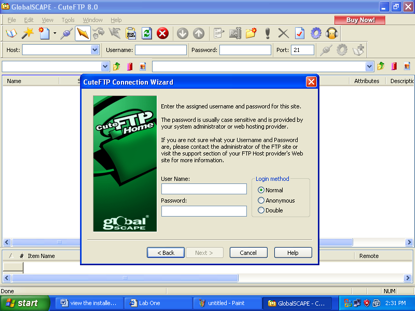 GlobalSCAPE - CuteFTP 8.0
File Edit View Tools Window Help
Buy Now!
Host: Username: Password: Port: 21
Name Attributes
CuteFTP Connection Wizard
Enter the assigned username and password for this site.
The password is usually case sensitive and is provided by
your system administrator or web hosting provider.
If you are not sure what your Username and Password
are, please contact the administrator of the FTP site or
visit the support section of your FTP Host provider's Web
site for more information.
CuteFTP
Home
User Name:
Password:
Login method
Normal
Anonymous
Double
globalSCAPE
< Back Next > Cancel Help
/ # Item Name Remote
Done NUM
start view the installe... Lab One untitled - Paint GlobalSCAPE - C... 2:31 PM